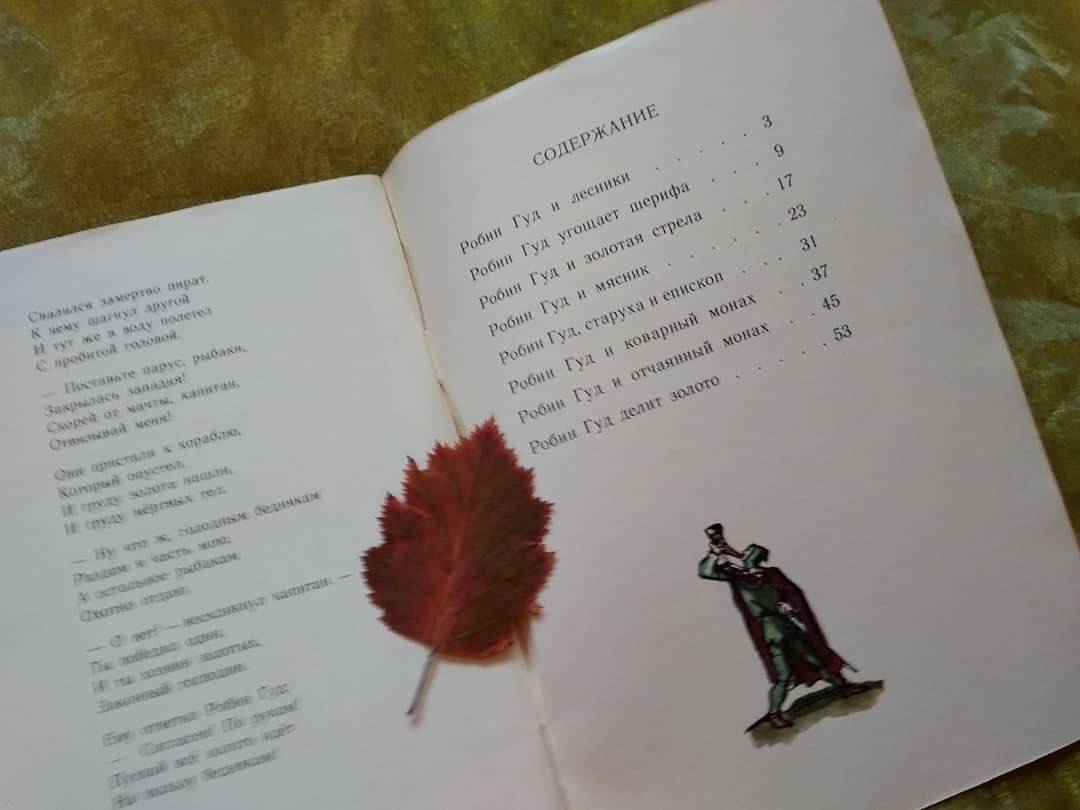 Свалился замертво пират.
К нему шагнул другой
И тут же в воду полетел
С пробитой головой.
— Поставьте парус, рыбаки,
Закрылась западня!
Скорей от мачты, капитан,
Отвязывай меня!
Они пристали к кораблю,
Который опустел,
И груду золота нашли,
И груду мёртвых тел.
— Ну что ж, голодным беднякам
Раздам я часть мою,
А остальное рыбакам
Охотно отдаю.
— О нет! — воскликнул капитан. —
Ты победил один,
И ты хозяин золотых,
Законный господин.
Ему ответил Робин Гуд:
— Согласен! По рукам!
Пускай всё золото идёт
На пользу беднякам!
СОДЕРЖАНИЕ
Робин Гуд и лесники . . . . . 3
Робин Гуд угощает шерифа . . . 9
Робин Гуд и золотая стрела . . . 17
Робин Гуд и мясник . . . . . 23
Робин Гуд, старуха и епископ . . . 31
Робин Гуд и коварный монах . . 37
Робин Гуд и отчаянный монах . . 45
Робин Гуд делит золото . . . . . 53